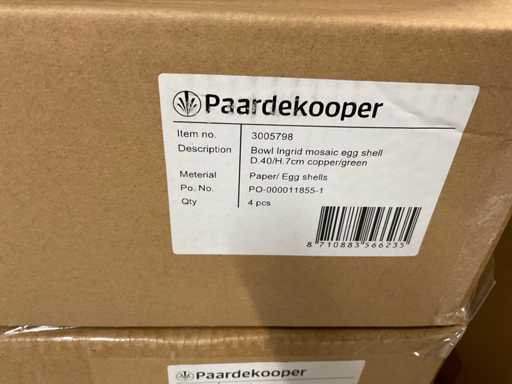 Paardekooper
Item no. 3005798
Description Bowl Ingrid mosaic egg shell
D.40/H.7cm copper/green
Meterial Paper/ Egg shells
Po. No. PO-000011855-1
Qty 4 pcs
8 710883 566235
Paardekooper